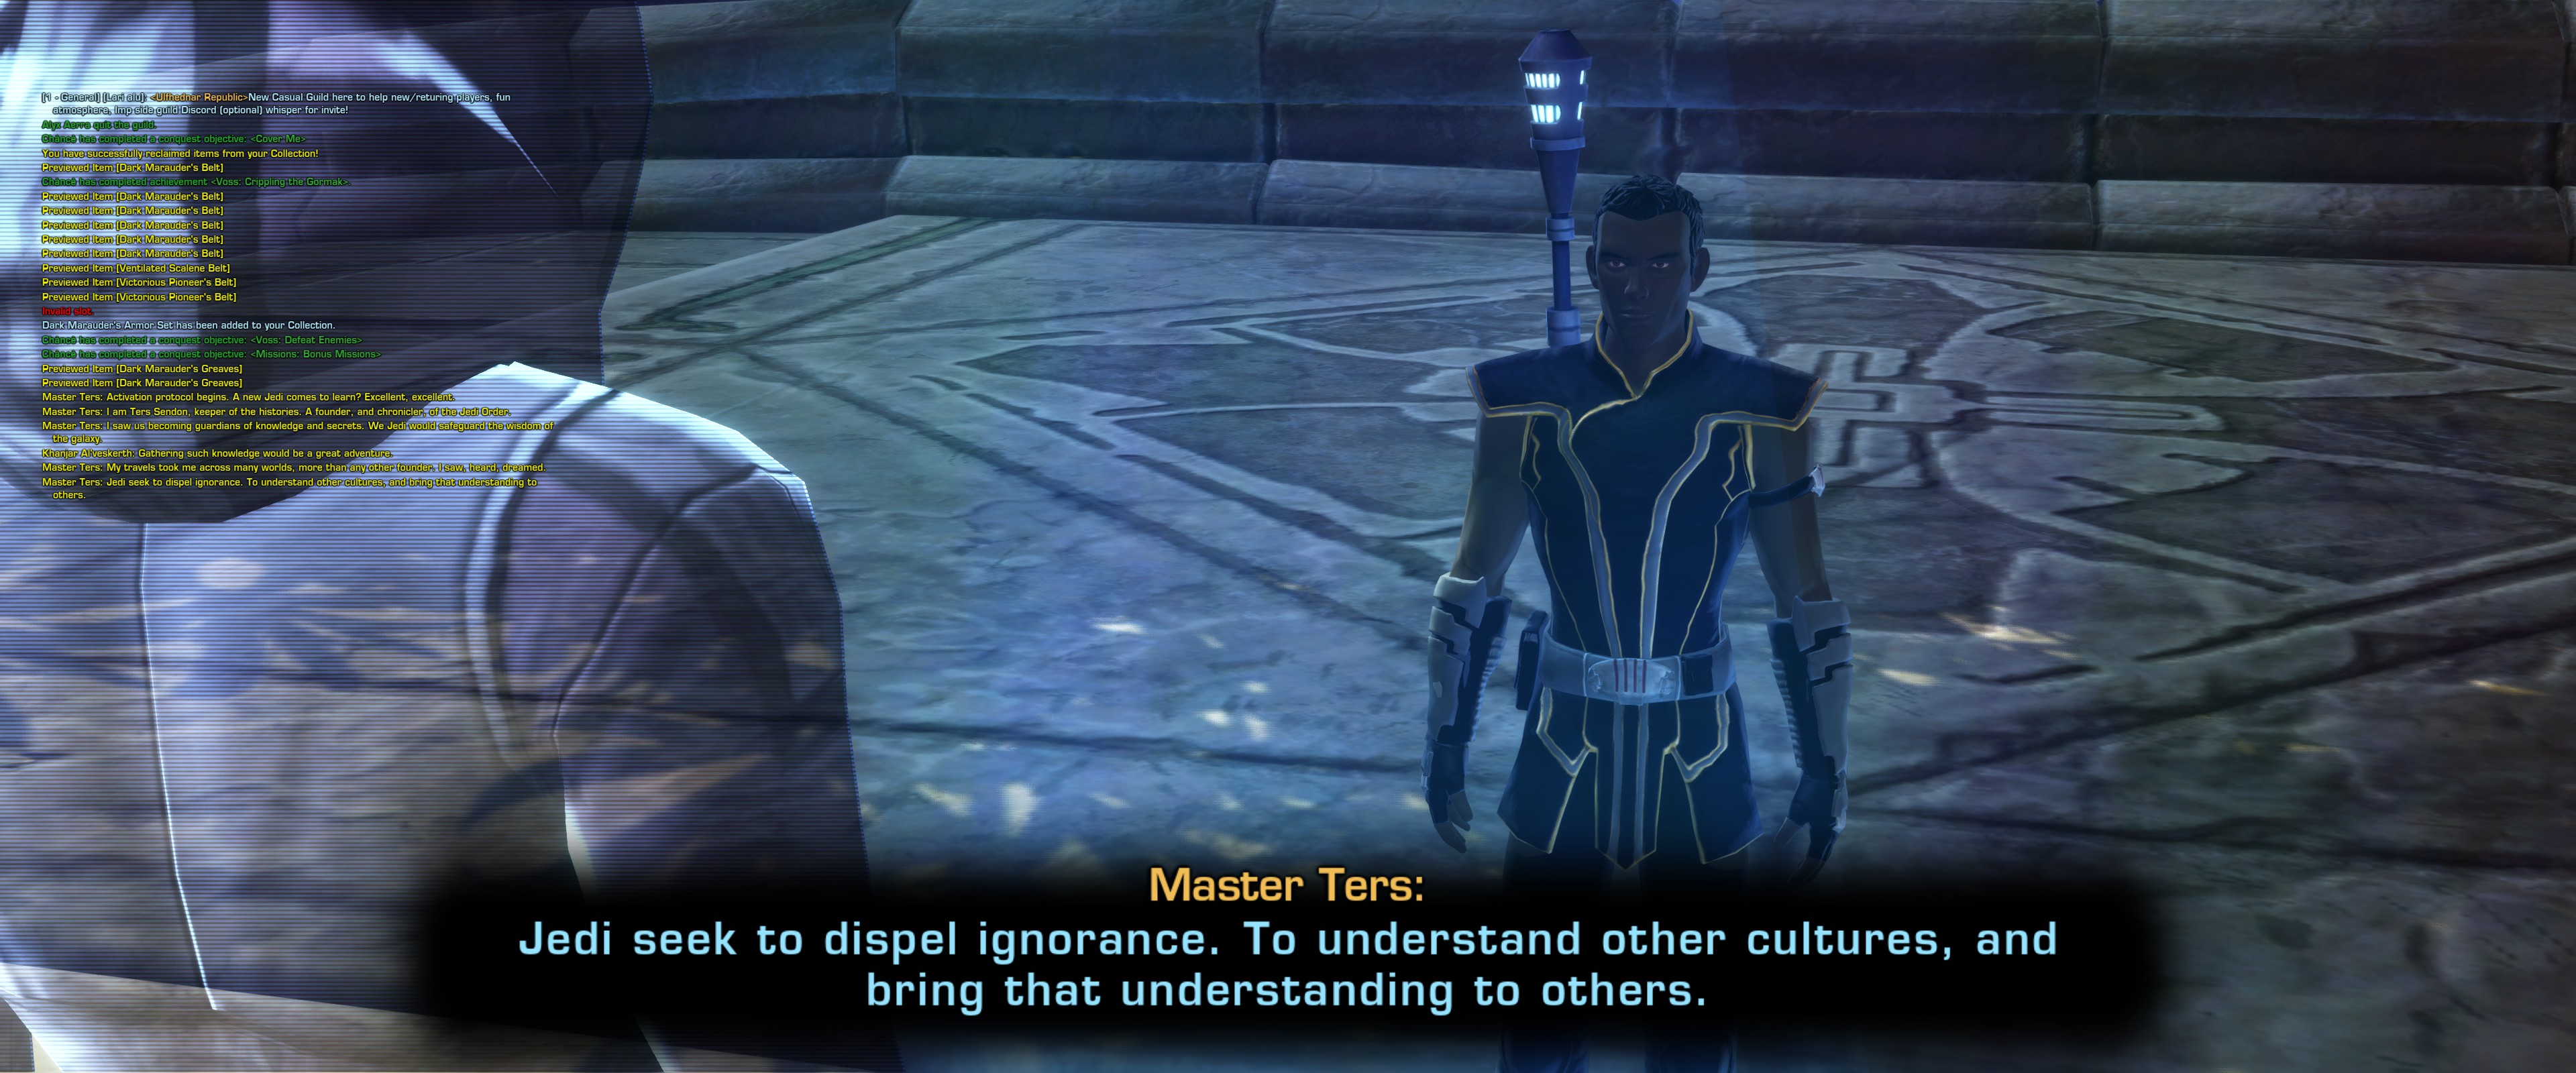 [1 - General] [Lari alu]: <Ulfhednar Republic>New Casual Guild here to help new/returing players, fun
atmosphere, Imp side guild Discord (optional) whisper for invite!
Alyx Aerra quit the guild.
Chäncë has completed a conquest objective: <Cover Me>
You have successfully reclaimed items from your Collection!
Previewed Item [Dark Marauder's Belt]
Chäncë has completed achievement <Voss: Crippling the Gormak>.
Previewed Item [Dark Marauder's Belt]
Previewed Item [Dark Marauder's Belt]
Previewed Item [Dark Marauder's Belt]
Previewed Item [Dark Marauder's Belt]
Previewed Item [Dark Marauder's Belt]
Previewed Item [Ventilated Scalene Belt]
Previewed Item [Victorious Pioneer's Belt]
Previewed Item [Victorious Pioneer's Belt]
Invalid slot.
Dark Marauder's Armor Set has been added to your Collection.
Chäncë has completed a conquest objective: <Voss: Defeat Enemies>
Chäncë has completed a conquest objective: <Missions: Bonus Missions>
Previewed Item [Dark Marauder's Greaves]
Previewed Item [Dark Marauder's Greaves]
Master Ters: Activation protocol begins. A new Jedi comes to learn? Excellent, excellent.
Master Ters: I am Ters Sendon, keeper of the histories. A founder, and chronicler, of the Jedi Order.
Master Ters: I saw us becoming guardians of knowledge and secrets. We Jedi would safeguard the wisdom of
the galaxy.
Khanjar Al'veskerth: Gathering such knowledge would be a great adventure.
Master Ters: My travels took me across many worlds, more than any other founder. I saw, heard, dreamed.
Master Ters: Jedi seek to dispel ignorance. To understand other cultures, and bring that understanding to
others.
Master Ters:
Jedi seek to dispel ignorance. To understand other cultures, and
bring that understanding to others.